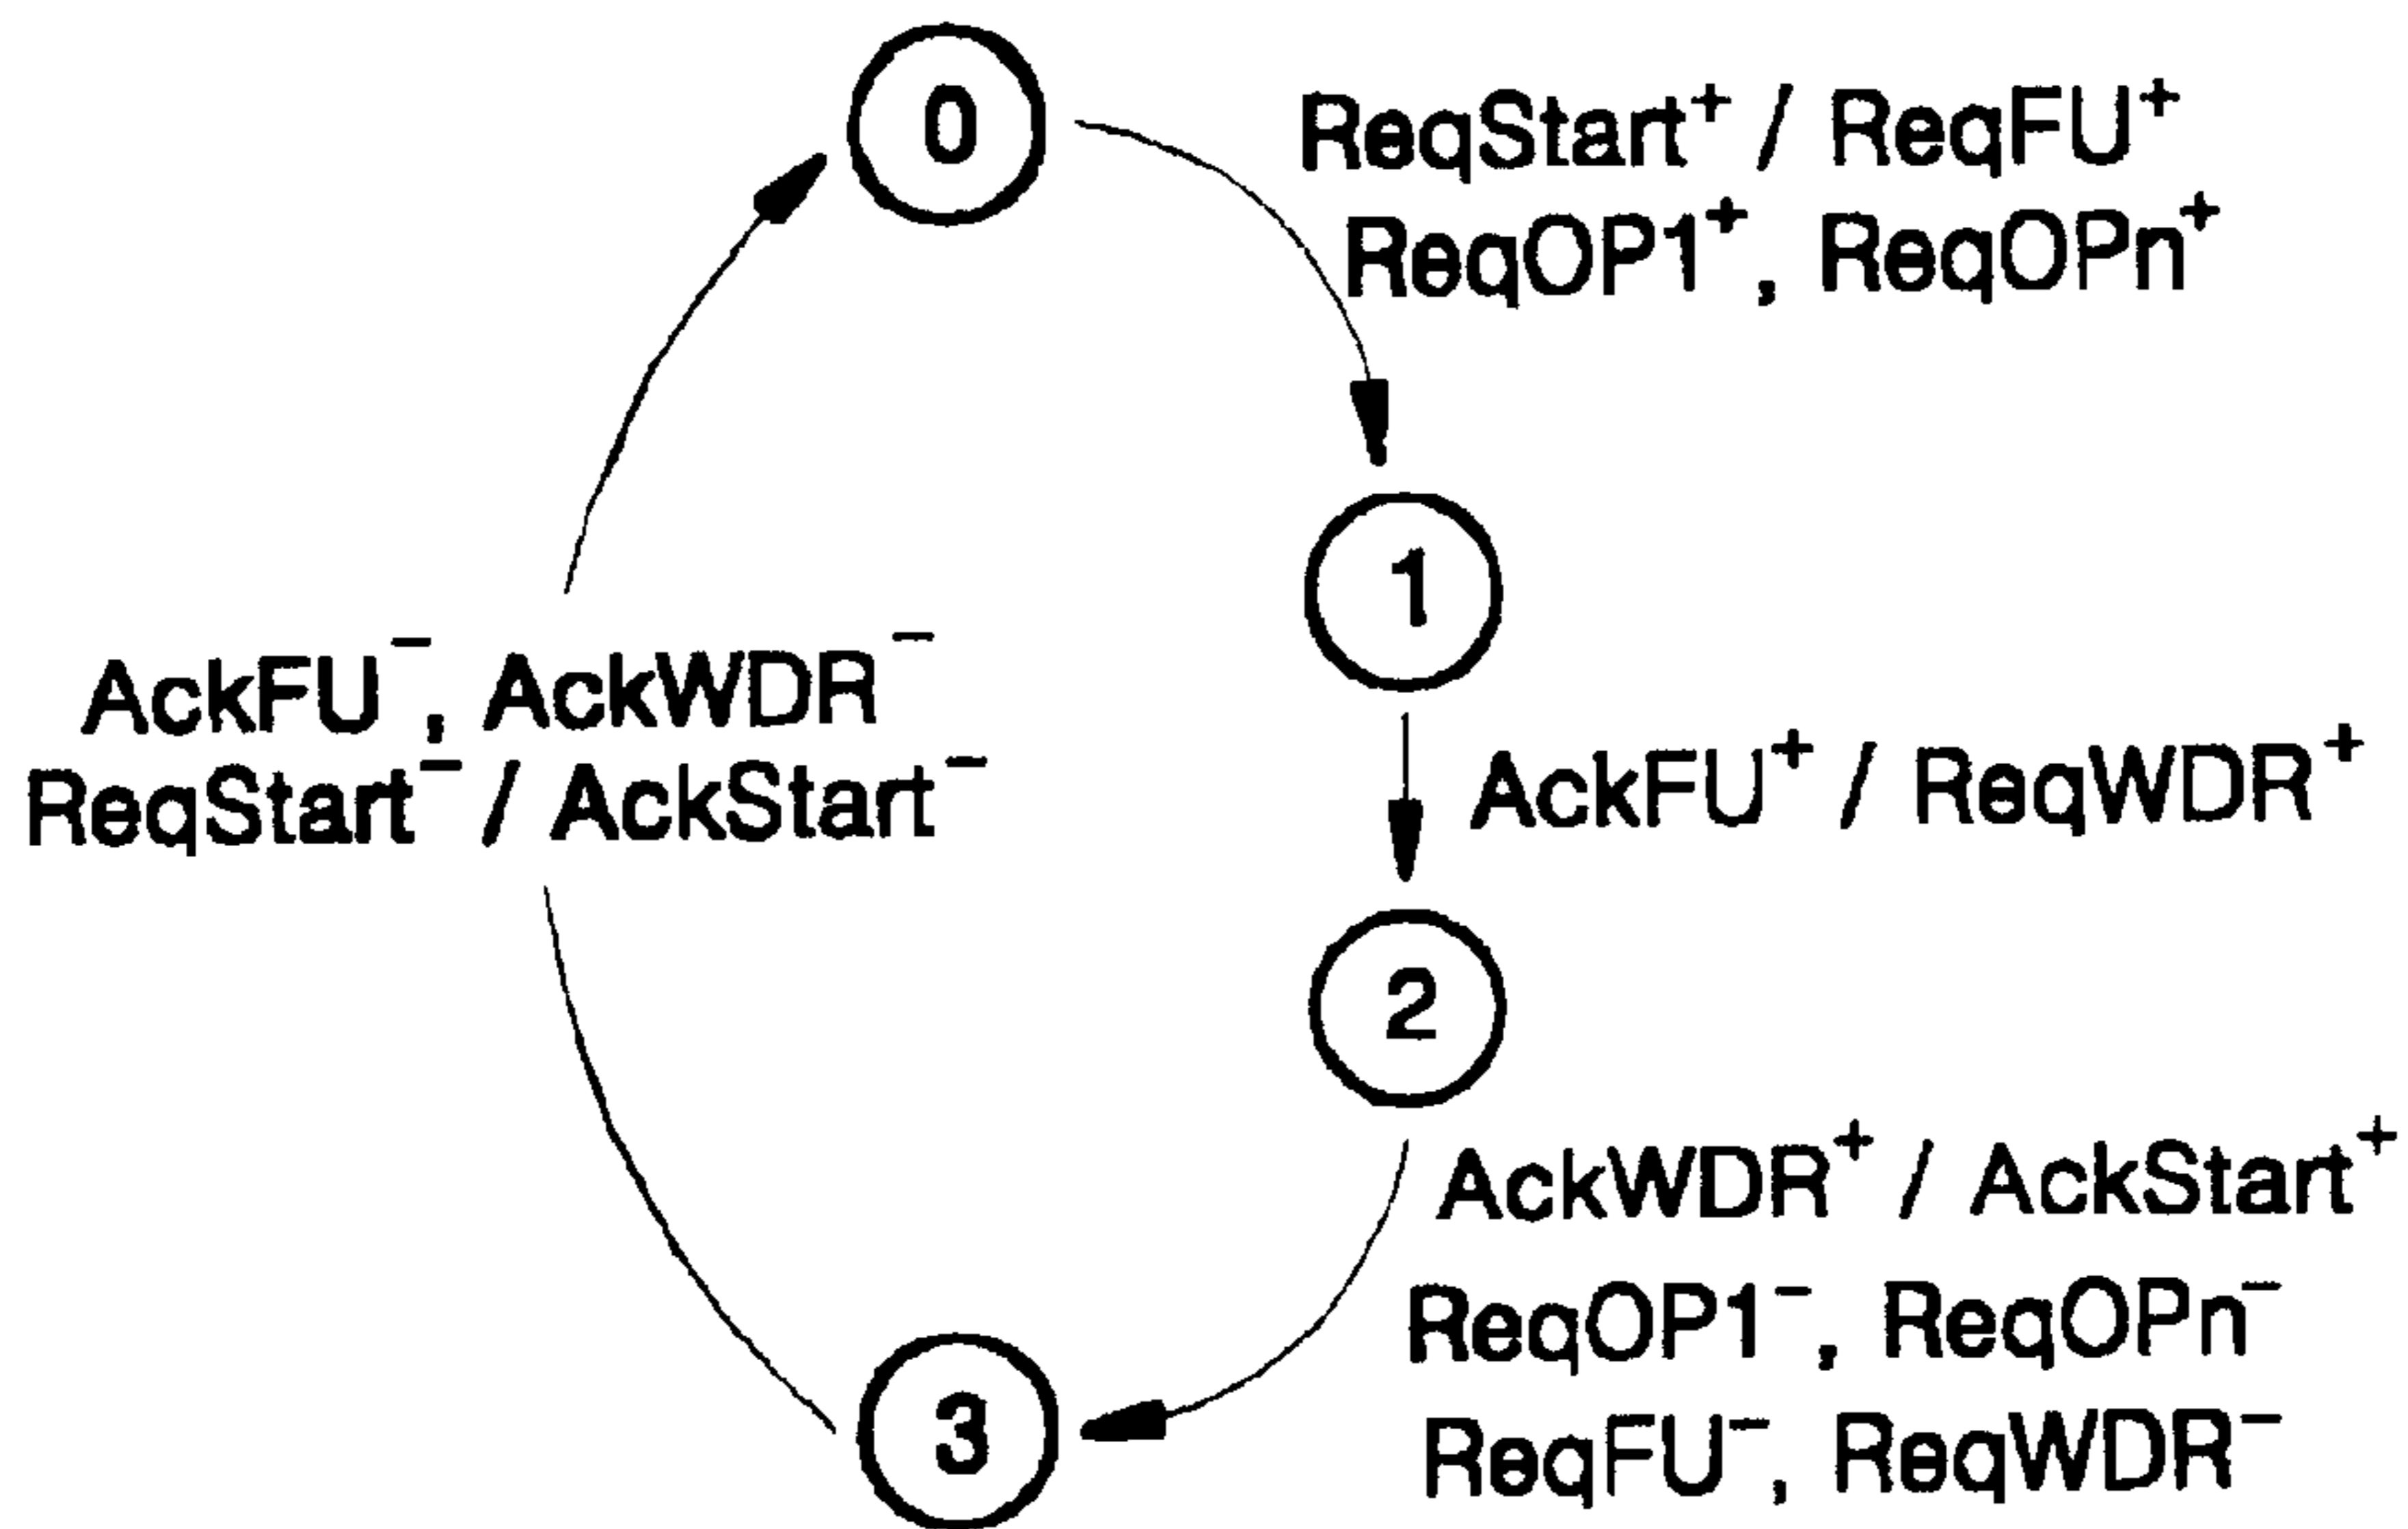 0
ReqStart⁺ / ReqFU⁺
ReqOP1⁺, ReqOPn⁺
1
AckFU⁻, AckWDR⁻
ReqStart⁻ / AckStart⁻
AckFU⁺ / ReqWDR⁺
2
AckWDR⁺ / AckStart⁺
ReqOP1⁻, ReqOPn⁻
ReqFU⁻, ReqWDR⁻
3